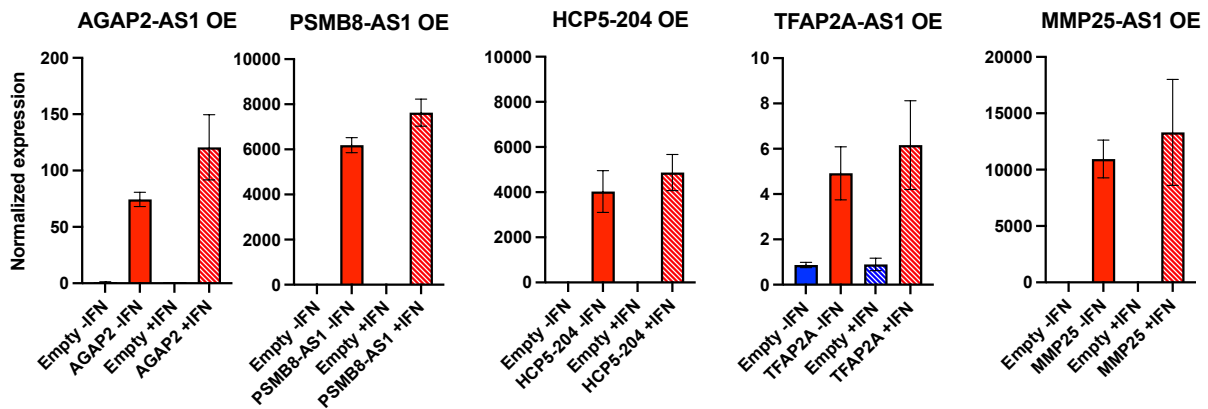 AGAP2-AS1 OE
PSMB8-AS1 OE
HCP5-204 OE
TFAP2A-AS1 OE
MMP25-AS1 OE
Normalized expression
200
150
100
50
0
Empty -IFN
AGAP2 -IFN
Empty +IFN
AGAP2 +IFN
10000
8000
6000
4000
2000
0
Empty -IFN
PSMB8-AS1 -IFN
Empty +IFN
PSMB8-AS1 +IFN
10000
8000
6000
4000
2000
0
Empty -IFN
HCP5-204 -IFN
Empty +IFN
HCP5-204 +IFN
10
8
6
4
2
0
Empty -IFN
TFAP2A -IFN
Empty +IFN
TFAP2A +IFN
20000
15000
10000
5000
0
Empty -IFN
MMP25 -IFN
Empty +IFN
MMP25 +IFN